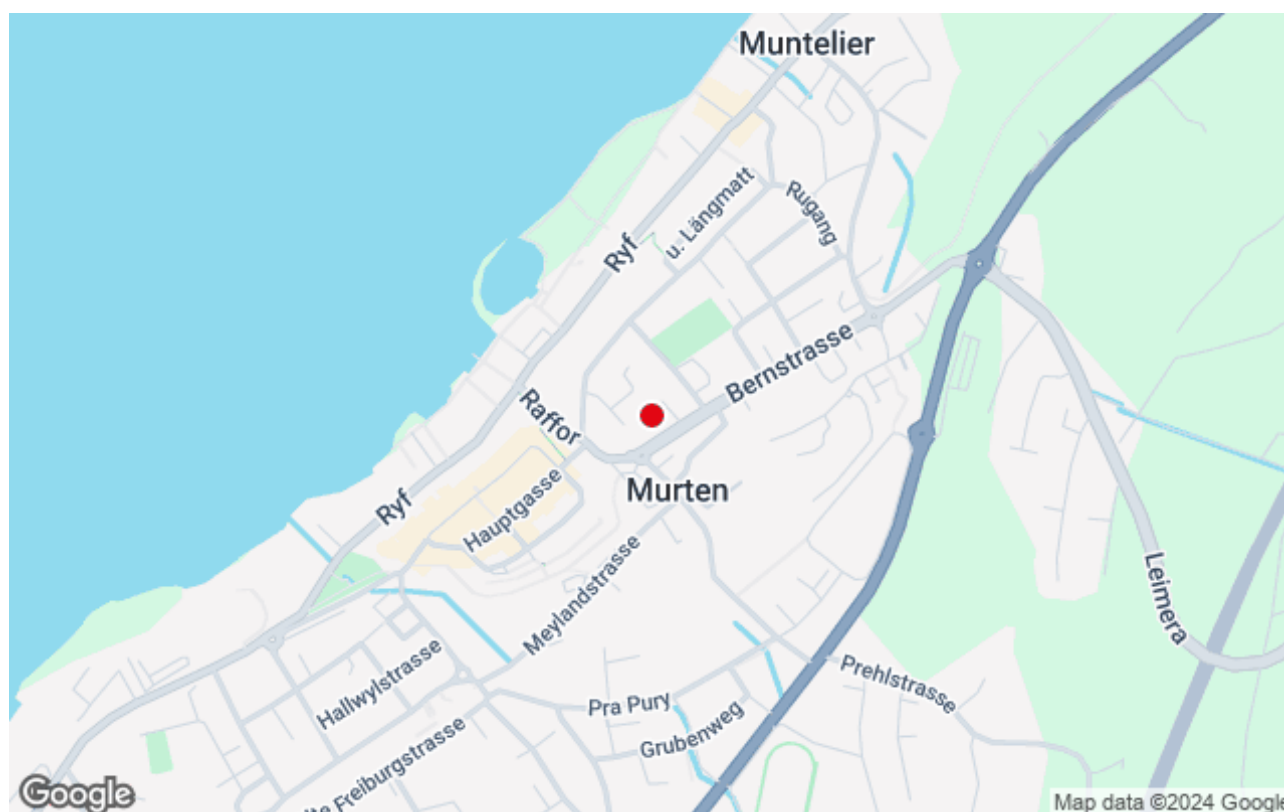 Muntelier
u. Längmatt
Rugang
Ryf
Bernstrasse
Raffor
Murten
Ryf
Hauptgasse
Meylandstrasse
Leimera
Hallwylstrasse
Prehlstrasse
Pra Pury
Grubenweg
lte Freiburgstrasse
Google
Map data ©2024 Google